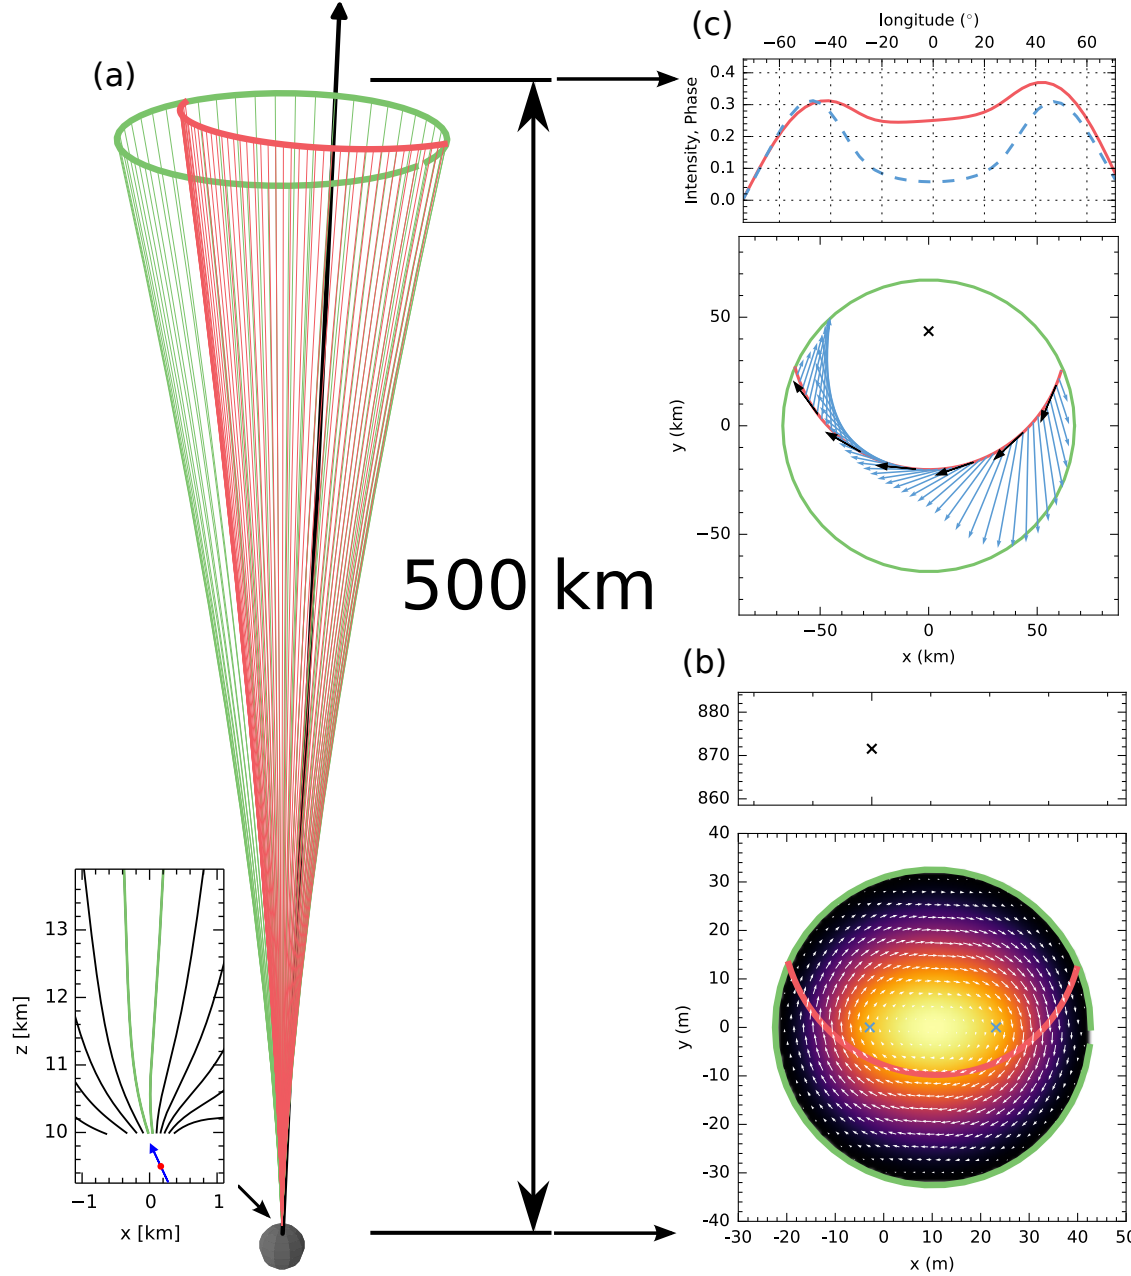 (a)
500 km
13
12
11
10
z [km]
−1
0
1
x [km]
(c)
longitude (°)
−60 −40 −20 0 20 40 60
0.4
0.3
0.2
0.1
0.0
Intensity, Phase
50
0
−50
y (km)
−50 0 50
x (km)
(b)
880
870
860
40
30
20
10
0
-10
-20
-30
-40
y (m)
-30 -20 -10 0 10 20 30 40 50
x (m)